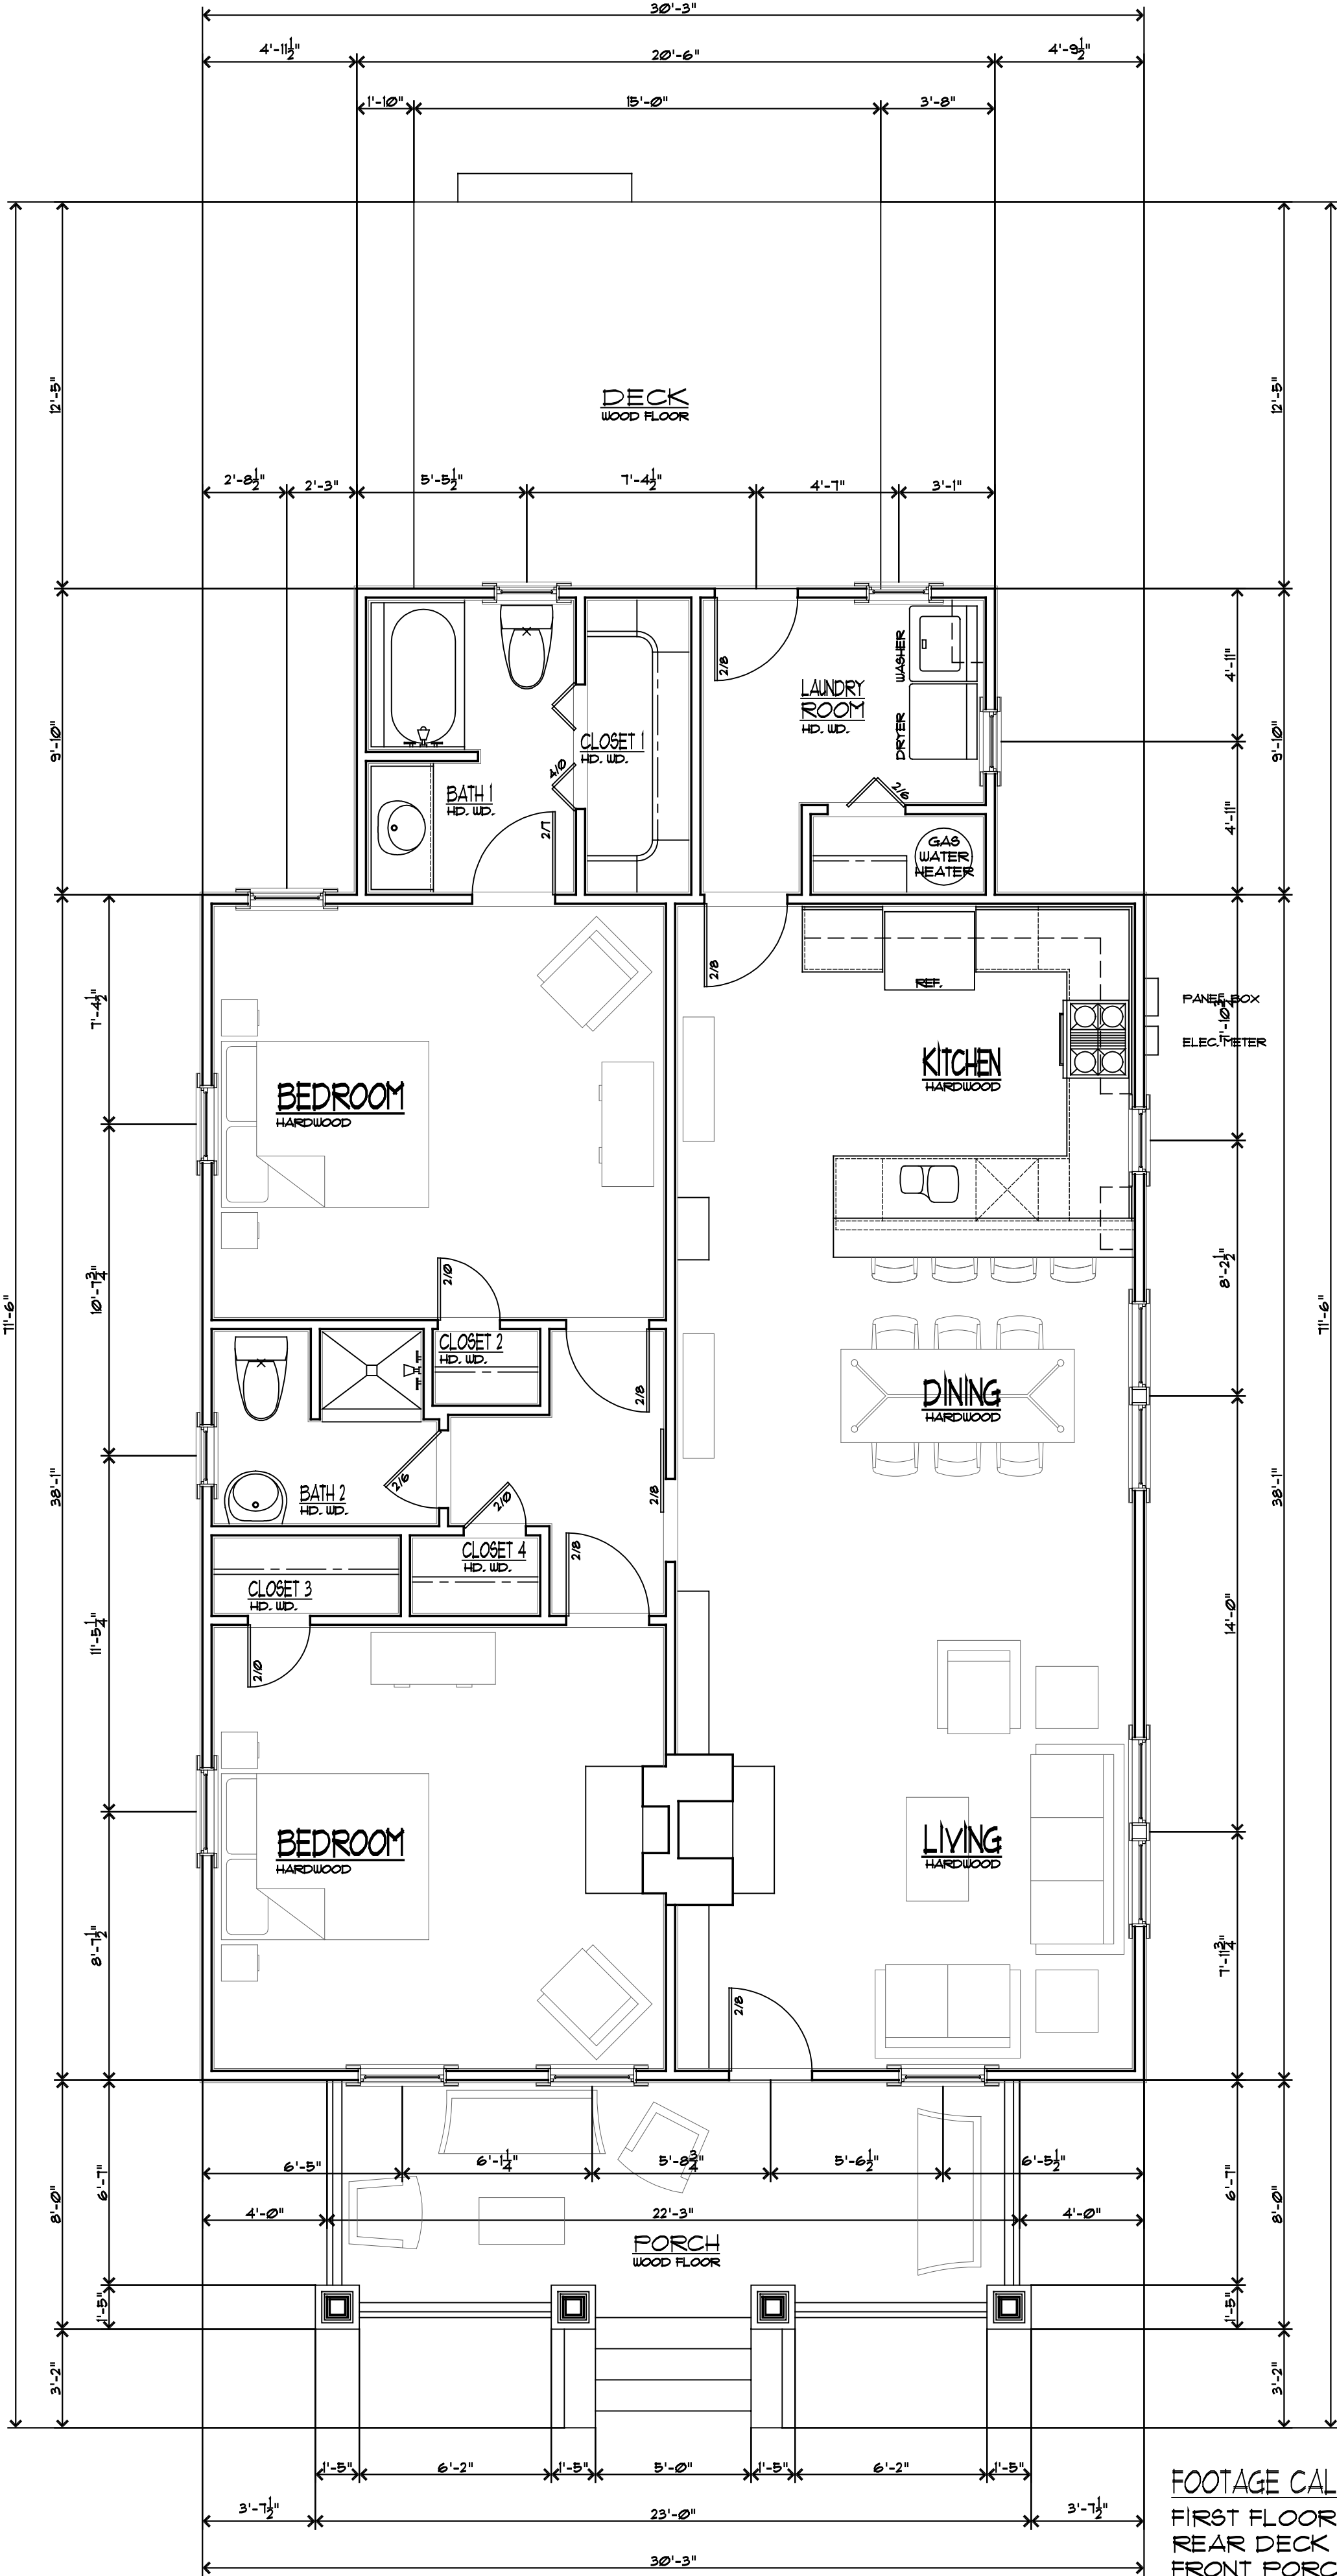 30'-3"
4'-11½" 20'-6" 4'-9½"
1'-10" 15'-0" 3'-8"
DECK
WOOD FLOOR
12'-5" 12'-5"
2'-8½" 2'-3" 5'-5½" 7'-4½" 4'-7" 3'-1"
WASHER
DRYER
2/8
4'-11"
LAUNDRY
ROOM
HD. WD.
CLOSET 1
HD. WD.
9'-10" 9'-10"
4/0
BATH 1
HD. WD.
2/6
2/7
GAS
WATER
HEATER
4'-11"
2/8
REF.
7'-4½"
PANEL BOX
ELEC. METER
KITCHEN
HARDWOOD
BEDROOM
HARDWOOD
2/0
10'-7¾"
8'-2½"
71'-6" 71'-6"
CLOSET 2
HD. WD.
2/8
DINING
HARDWOOD
2/6
BATH 2
HD. WD.
2/0
2/8
38'-1" 38'-1"
CLOSET 4
HD. WD.
2/8
CLOSET 3
HD. WD.
11'-5¼"
14'-0"
2/0
BEDROOM
HARDWOOD
LIVING
HARDWOOD
8'-7½"
7'-11¾"
2/8
6'-5" 6'-1¼" 5'-8¾" 5'-6½" 6'-5½"
6'-7" 6'-7"
8'-0" 8'-0"
4'-0" 22'-3" 4'-0"
PORCH
WOOD FLOOR
1'-5" 1'-5"
3'-2" 3'-2"
1'-5" 6'-2" 1'-5" 5'-0" 1'-5" 6'-2" 1'-5"
3'-7½" 23'-0" 3'-7½"
30'-3"
FOOTAGE CAL
FIRST FLOOR
REAR DECK
FRONT PORC